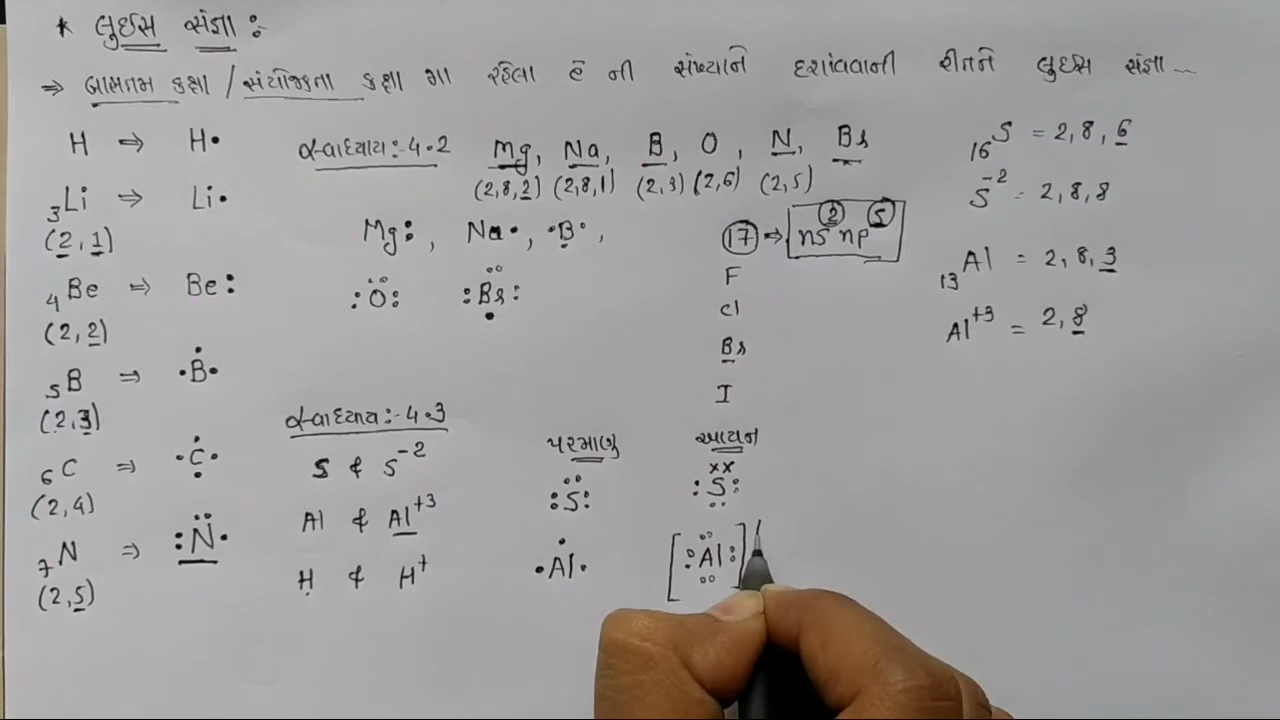 * લુઈસ સંજ્ઞા :-
⇒ બાહ્યતમ કક્ષા / સંયોજકતા કક્ષા મા રહેલા e ની સંખ્યાને દર્શાવવાની રીતને લુઈસ સંજ્ઞા ...
H ⇒ H•
₃Li ⇒ Li•
(2, 1)
₄Be ⇒ Be:
(2, 2)
₅B ⇒ •B•
(2, 3)
₆C ⇒ •C•
(2, 4)
₇N ⇒ :N•
(2, 5)
સ્વાધ્યાય:- 4.2 Mg, Na, B, O, N, Br
(2,8,2) (2,8,1) (2,3) (2,6) (2,5)
Mg:, Na•, •B•,
:O: :Br:
⑰ ⇒ ns² np⁵
F
Cl
Br
I
₁₆S = 2, 8, 6
S⁻² = 2, 8, 8
₁₃Al = 2, 8, 3
Al⁺³ = 2, 8
સ્વાધ્યાય:- 4.3
S & S⁻²
Al & Al⁺³
H & H⁺
પરમાણુ આયન
:S: :S:
•Al• [:Al:]